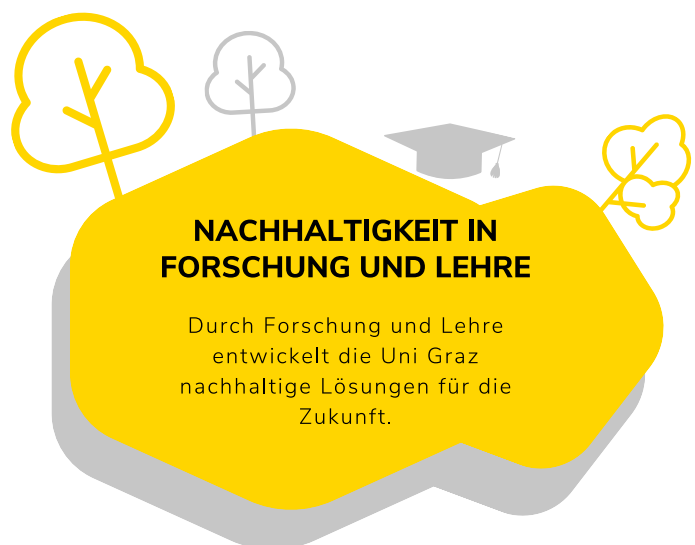 NACHHALTIGKEIT IN
FORSCHUNG UND LEHRE
Durch Forschung und Lehre
entwickelt die Uni Graz
nachhaltige Lösungen für die
Zukunft.